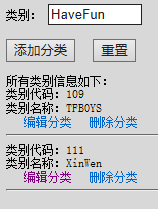 类别： HaveFun
添加分类 重置
所有类别信息如下：
类别代码：109
类别名称：TFBOYS
编辑分类 删除分类
类别代码：111
类别名称：XinWen
编辑分类 删除分类